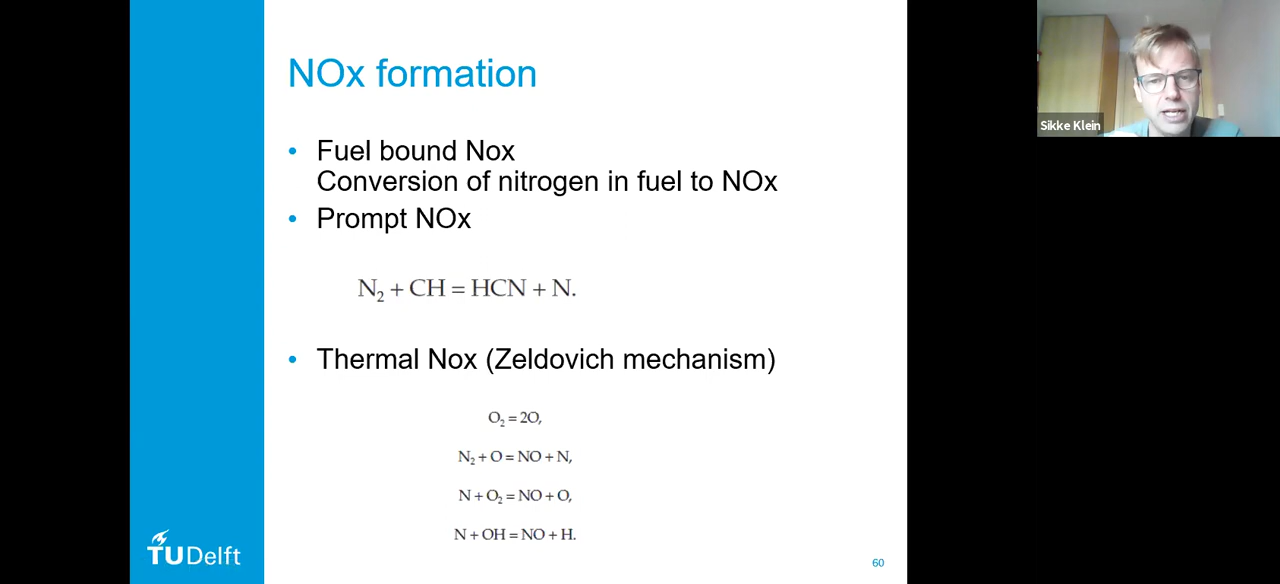 NOx formation
• Fuel bound Nox
Conversion of nitrogen in fuel to NOx
• Prompt NOx
N₂ + CH = HCN + N.
• Thermal Nox (Zeldovich mechanism)
O₂ = 2O,
N₂ + O = NO + N,
N + O₂ = NO + O,
N + OH = NO + H.
TUDelft
60
Sikke Klein